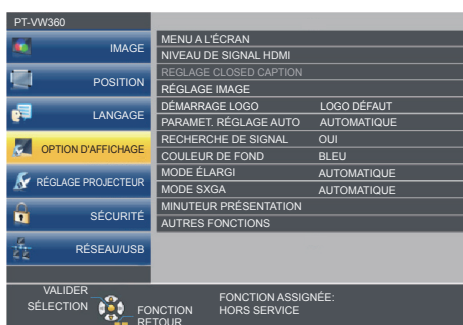 PT-VW360
IMAGE
POSITION
LANGAGE
OPTION D'AFFICHAGE
RÉGLAGE PROJECTEUR
SÉCURITÉ
RÉSEAU/USB
MENU A L'ÉCRAN
NIVEAU DE SIGNAL HDMI
REGLAGE CLOSED CAPTION
RÉGLAGE IMAGE
DÉMARRAGE LOGO LOGO DÉFAUT
PARAMET. RÉGLAGE AUTO AUTOMATIQUE
RECHERCHE DE SIGNAL OUI
COULEUR DE FOND BLEU
MODE ÉLARGI AUTOMATIQUE
MODE SXGA AUTOMATIQUE
MINUTEUR PRÉSENTATION
AUTRES FONCTIONS
VALIDER
SÉLECTION
FONCTION
RETOUR
FONCTION ASSIGNÉE:
HORS SERVICE